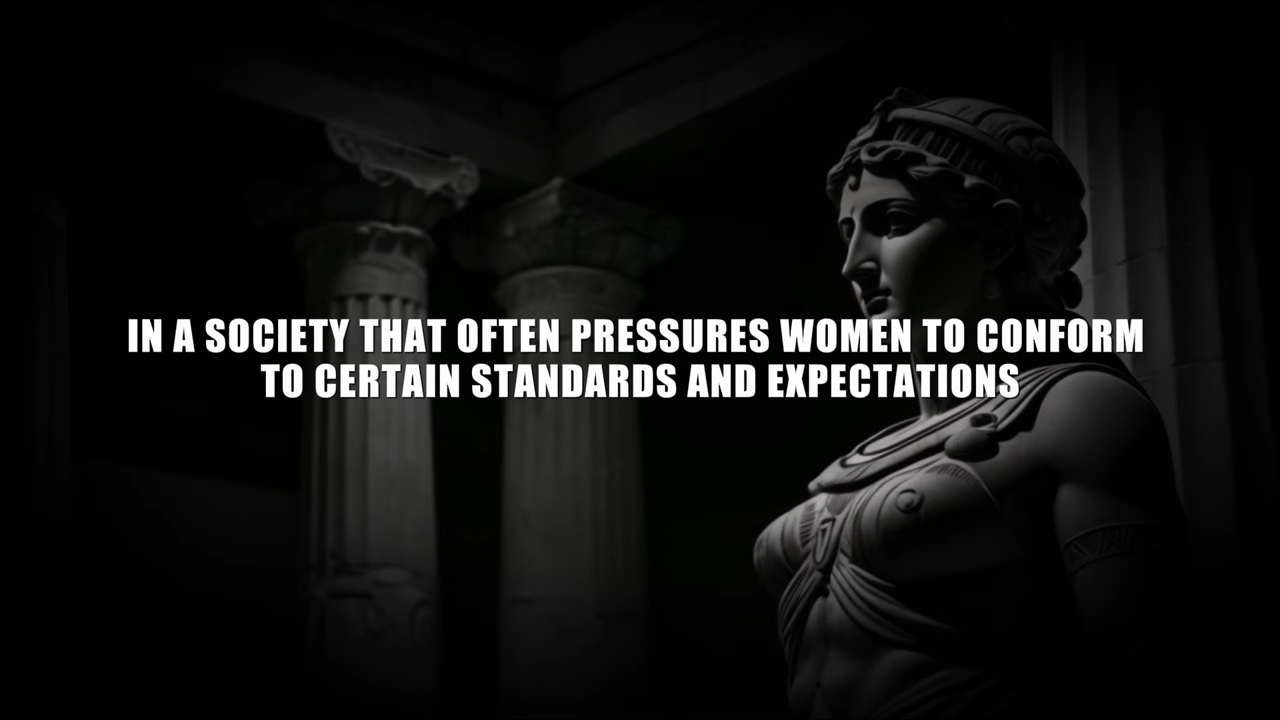 IN A SOCIETY THAT OFTEN PRESSURES WOMEN TO CONFORM
TO CERTAIN STANDARDS AND EXPECTATIONS